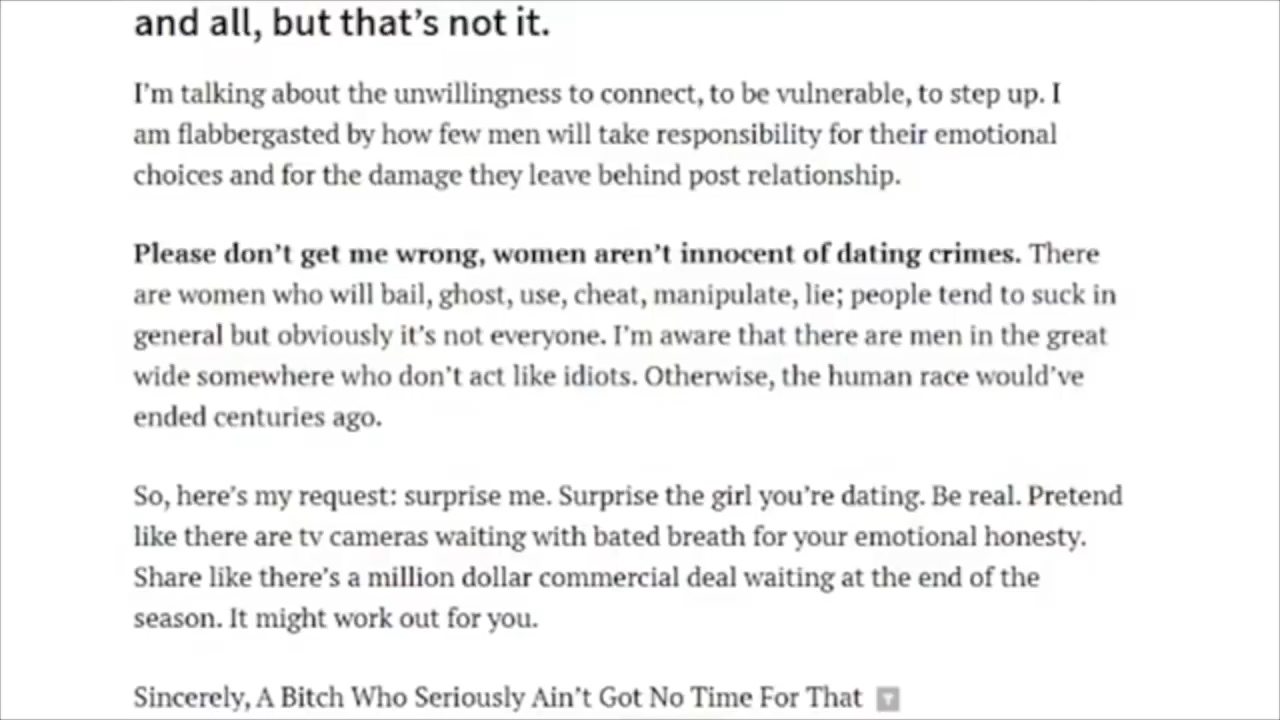 and all, but that’s not it.
I’m talking about the unwillingness to connect, to be vulnerable, to step up. I
am flabbergasted by how few men will take responsibility for their emotional
choices and for the damage they leave behind post relationship.
Please don’t get me wrong, women aren’t innocent of dating crimes. There
are women who will bail, ghost, use, cheat, manipulate, lie; people tend to suck in
general but obviously it’s not everyone. I’m aware that there are men in the great
wide somewhere who don’t act like idiots. Otherwise, the human race would’ve
ended centuries ago.
So, here’s my request: surprise me. Surprise the girl you’re dating. Be real. Pretend
like there are tv cameras waiting with bated breath for your emotional honesty.
Share like there’s a million dollar commercial deal waiting at the end of the
season. It might work out for you.
Sincerely, A Bitch Who Seriously Ain’t Got No Time For That